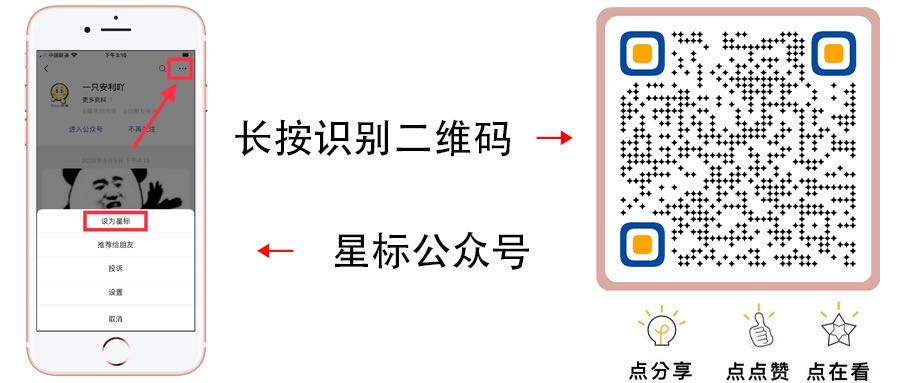 中国联通
下午3:10
一只安利吖
更多资料
进入公众号
不再关注
设为星标
推荐给朋友
投诉
设置
取消
长按识别二维码
星标公众号
点分享
点点赞
点在看